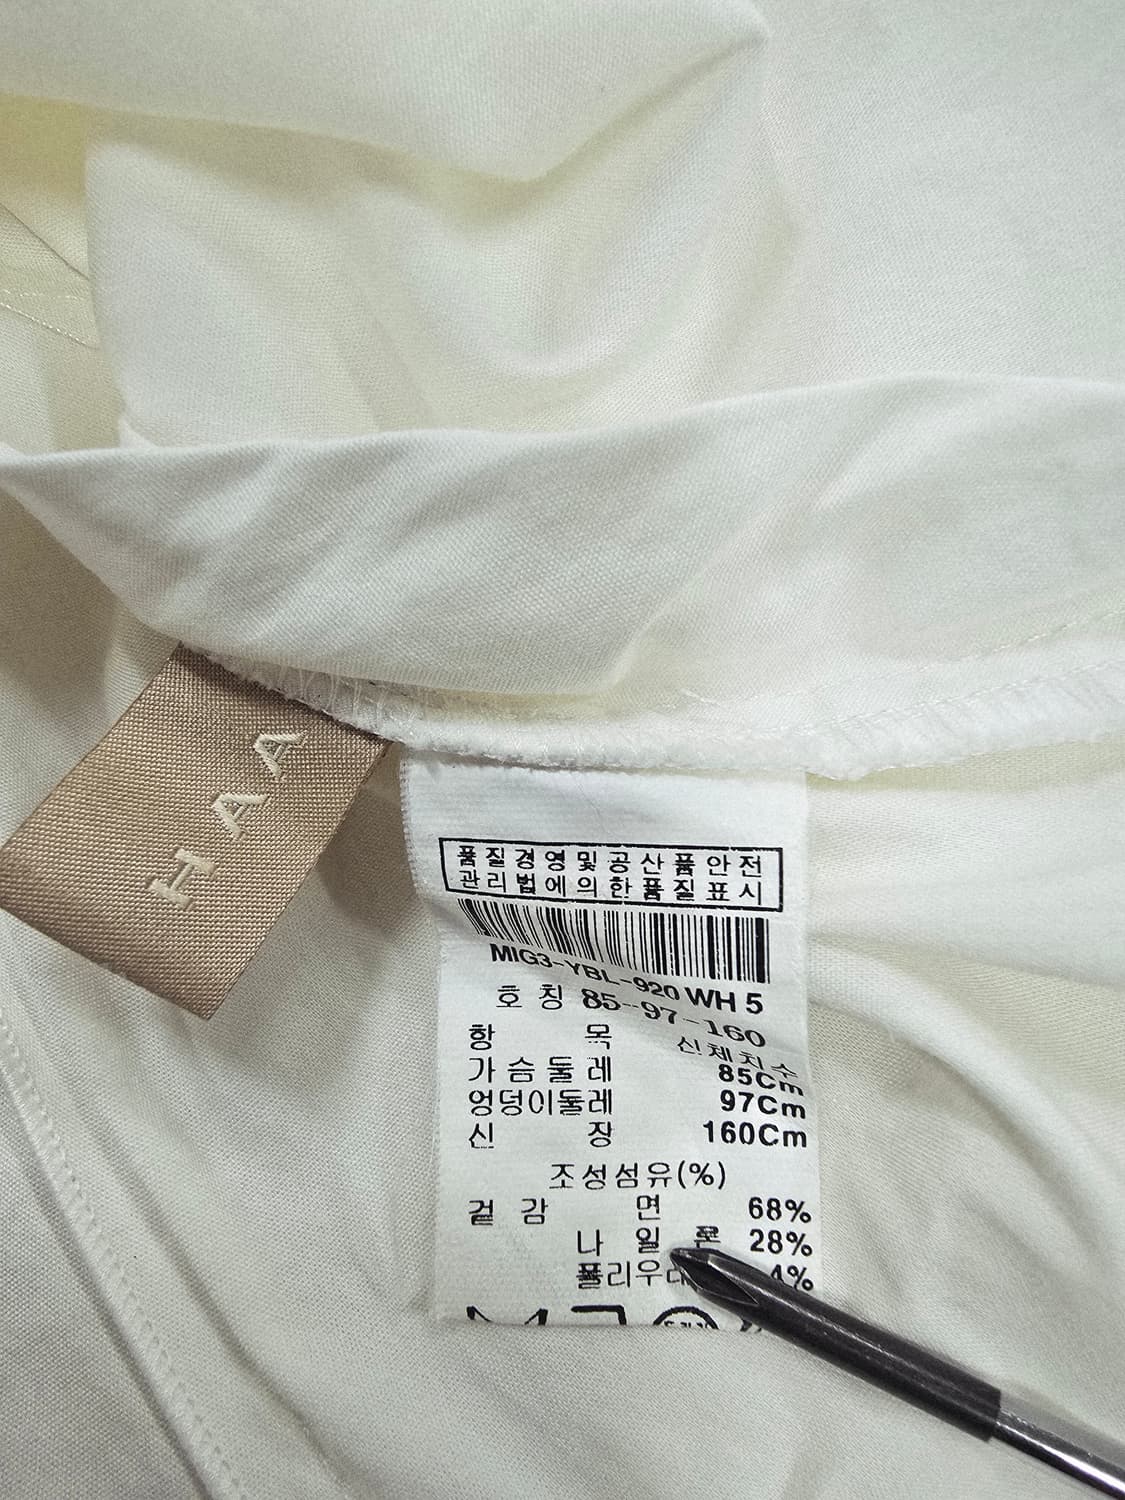 HAA
품질경영및공산품안전
관리법에의한품질표시
MIG3-YBL-920 WH 5
호 칭 85-97-160
항 목 신체치수
가슴둘레 85Cm
엉덩이둘레 97Cm
신 장 160Cm
조성섬유(%)
겉 감 면 68%
나 일 론 28%
폴리우 4%